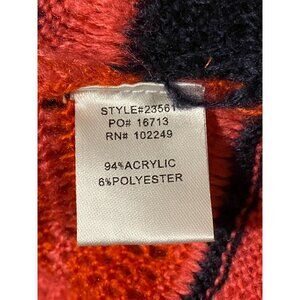 STYLE#23561
PO# 16713
RN# 102249
94%ACRYLIC
6%POLYESTER